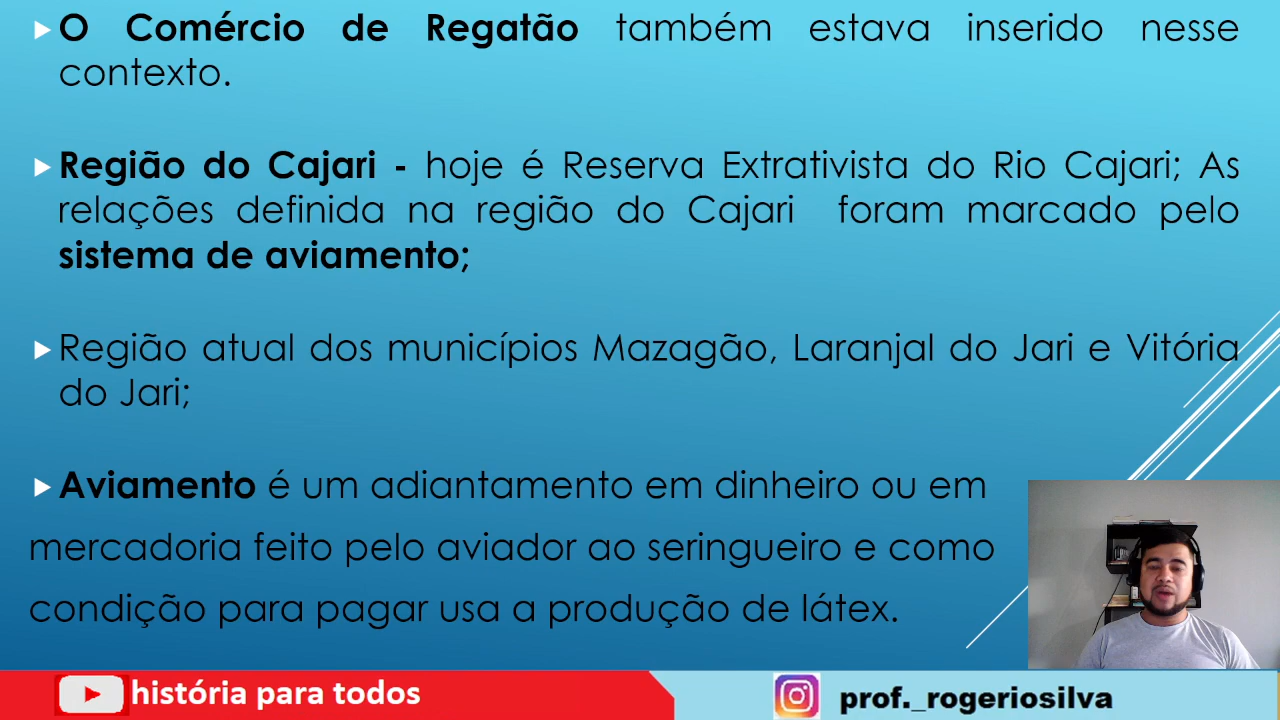 O Comércio de Regatão também estava inserido nesse
contexto.
Região do Cajari - hoje é Reserva Extrativista do Rio Cajari; As
relações definida na região do Cajari foram marcado pelo
sistema de aviamento;
Região atual dos municípios Mazagão, Laranjal do Jari e Vitória
do Jari;
Aviamento é um adiantamento em dinheiro ou em
mercadoria feito pelo aviador ao seringueiro e como
condição para pagar usa a produção de látex.
história para todos
prof._rogeriosilva